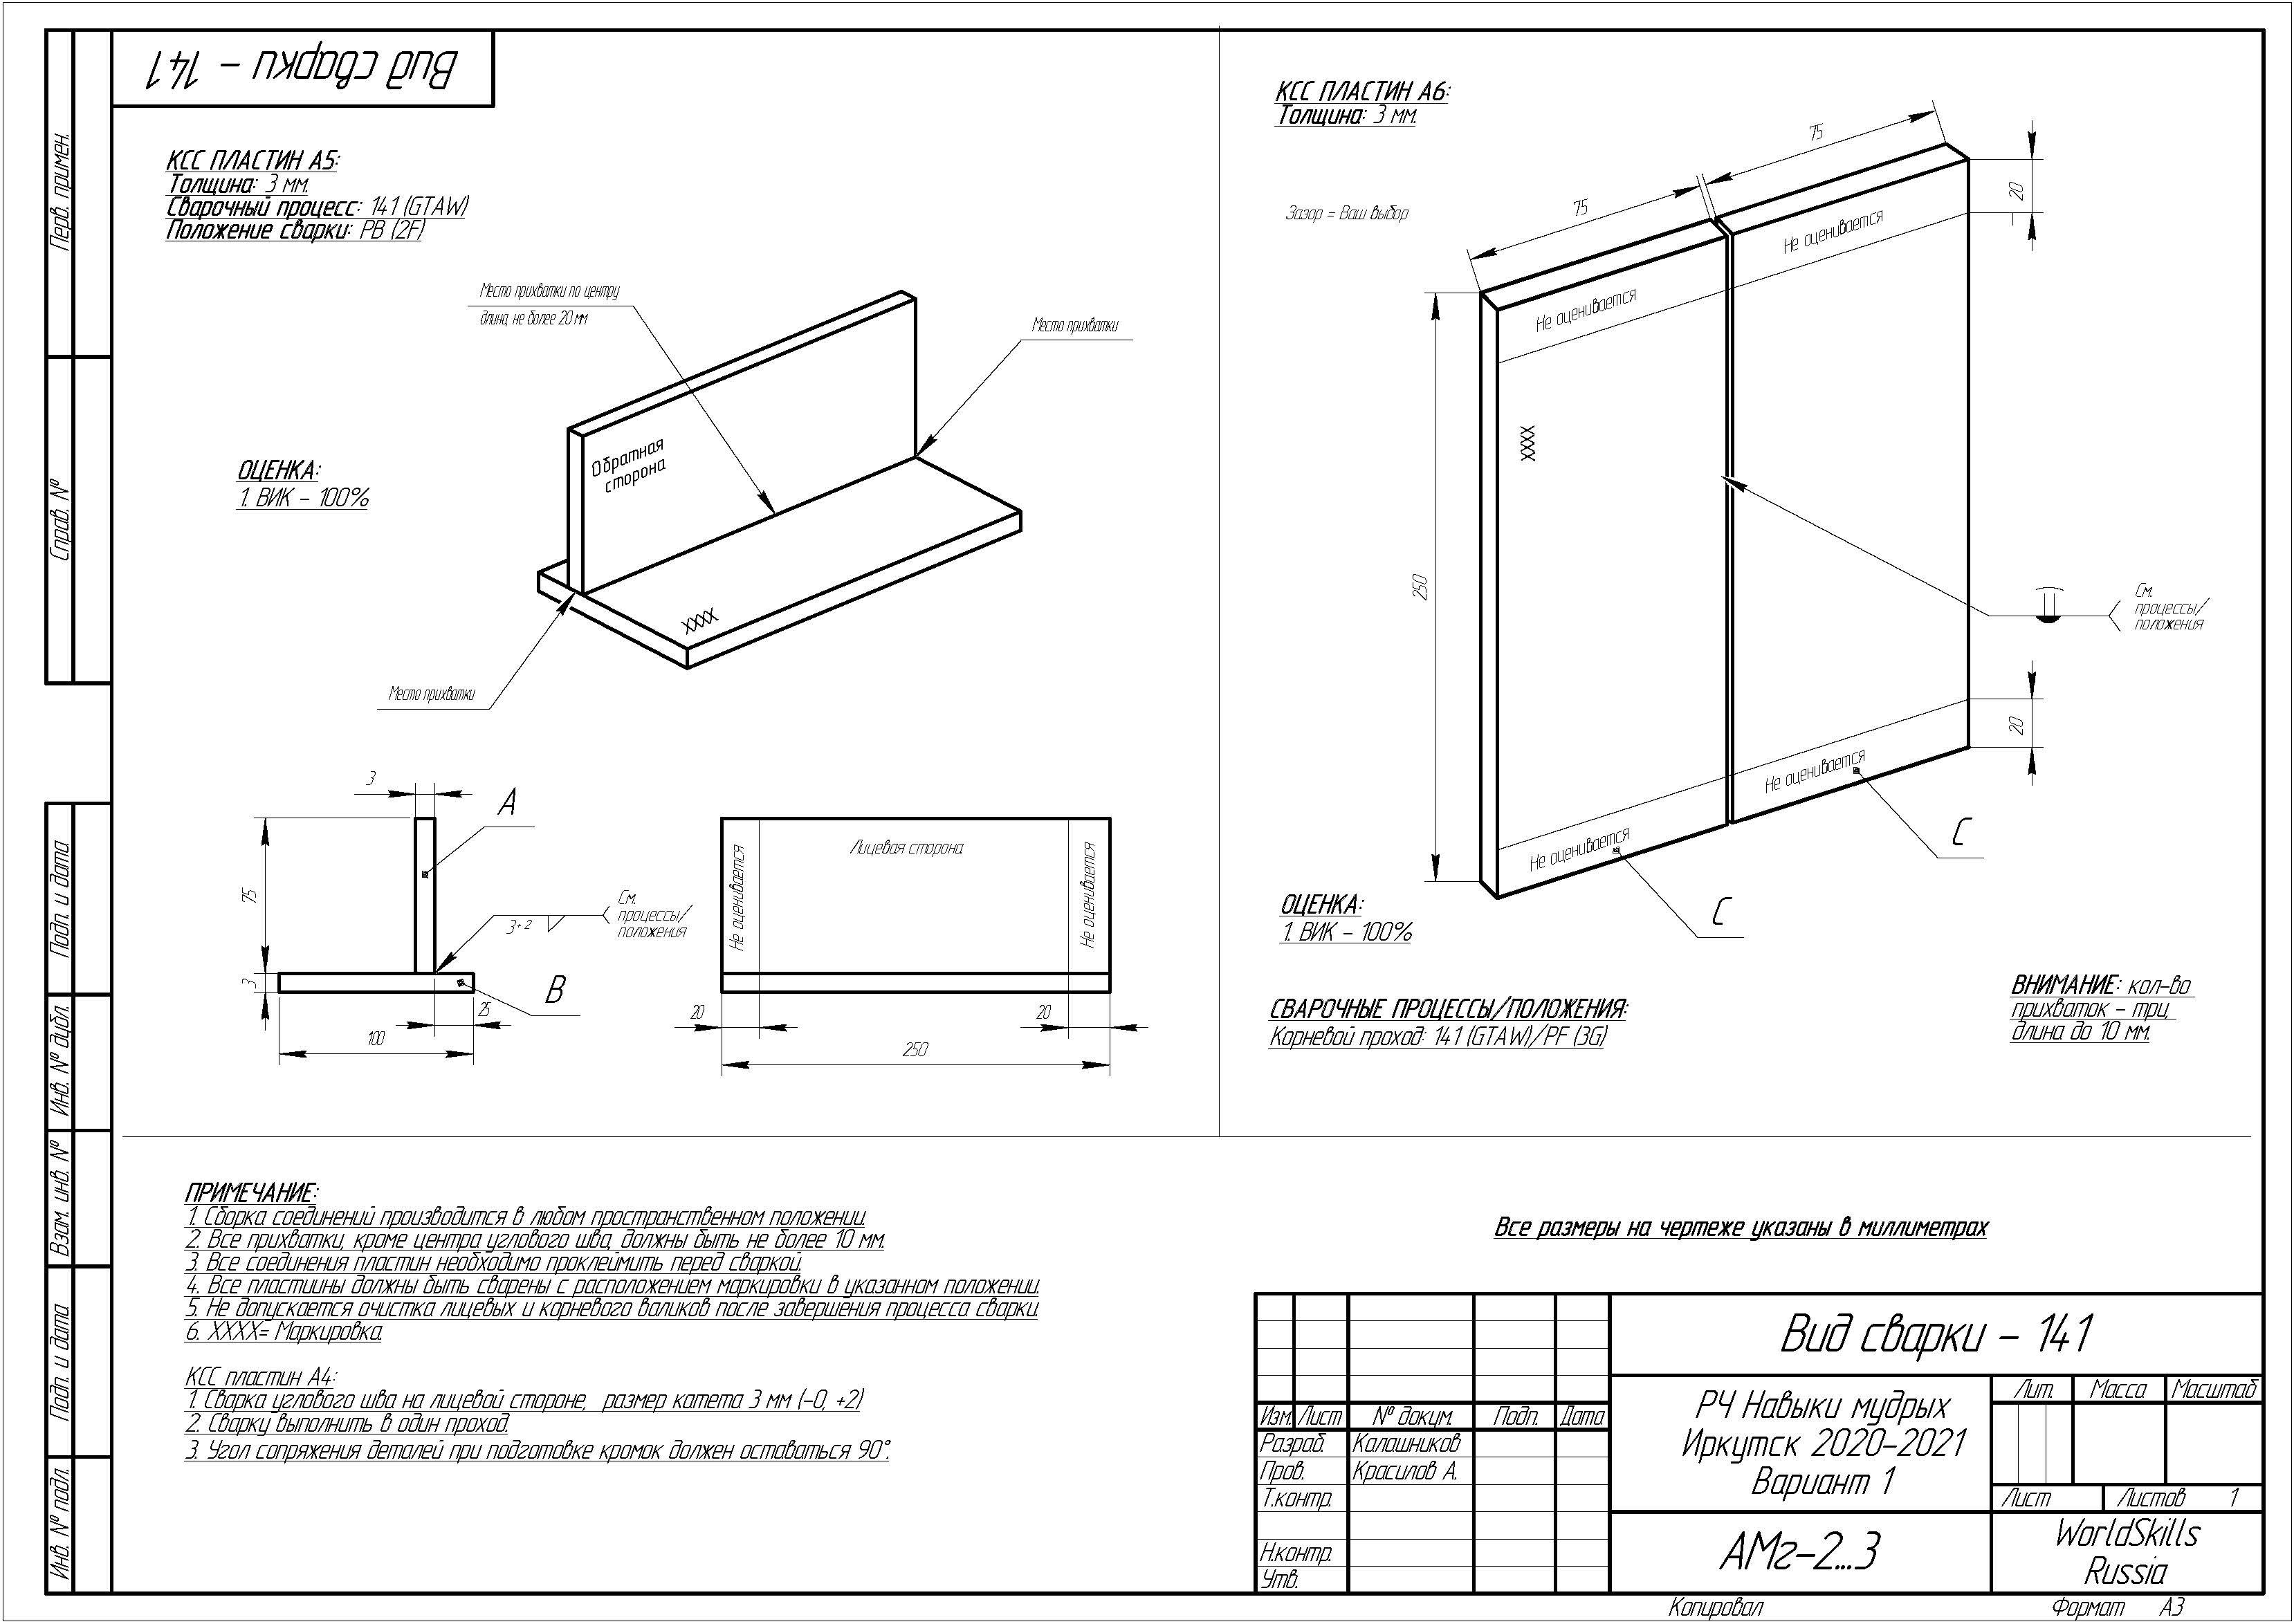 Вид сварки - 141
КСС ПЛАСТИН А5:
Толщина: 3 мм.
Сварочный процесс: 141 (GTAW)
Положение сварки: PB (2F)
Место прихватки по центру
длина, не более 20 мм
Место прихватки
Обратная
сторона
ОЦЕНКА:
1. ВИК - 100%
XXXX
Место прихватки
3
A
75
3
3+2
См.
процессы/
положения
B
25
100
Лицевая сторона
Не оценивается
Не оценивается
20
20
250
КСС ПЛАСТИН А6:
Толщина: 3 мм.
Зазор = Ваш выбор
75
75
20
Не оценивается
Не оценивается
XXXX
250
См.
процессы/
положения
20
Не оценивается
Не оценивается
C
C
ОЦЕНКА:
1. ВИК - 100%
СВАРОЧНЫЕ ПРОЦЕССЫ/ПОЛОЖЕНИЯ:
Корневой проход: 141 (GTAW)/PF (3G)
ВНИМАНИЕ: кол-во
прихваток - три,
длина до 10 мм.
ПРИМЕЧАНИЕ:
1. Сборка соединений производится в любом пространственном положении.
2. Все прихватки, кроме центра углового шва, должны быть не более 10 мм.
3. Все соединения пластин необходимо проклеймить перед сваркой.
4. Все пластиины должны быть сварены с расположением маркировки в указанном положении.
5. Не допускается очистка лицевых и корневого валиков после завершения процесса сварки.
6. XXXX= Маркировка.
КСС пластин А4:
1. Сварка углового шва на лицевой стороне, размер катета 3 мм (-0, +2)
2. Сварку выполнить в один проход.
3. Угол сопряжения деталей при подготовке кромок должен оставаться 90°.
Все размеры на чертеже указаны в миллиметрах
Вид сварки - 141
РЧ Навыки мудрых
Иркутск 2020-2021
Вариант 1
Лит. Масса Масштаб
Изм. Лист № докум. Подп. Дата
Разраб. Калашников
Пров. Красилов А.
Т.контр.
Н.контр.
Утв.
Лист Листов 1
АМг-2...3
WorldSkills
Russia
Копировал
Формат А3
Перв. примен.
Справ. №
Подп. и дата
Инв. № дубл.
Взам. инв. №
Подп. и дата
Инв. № подл.